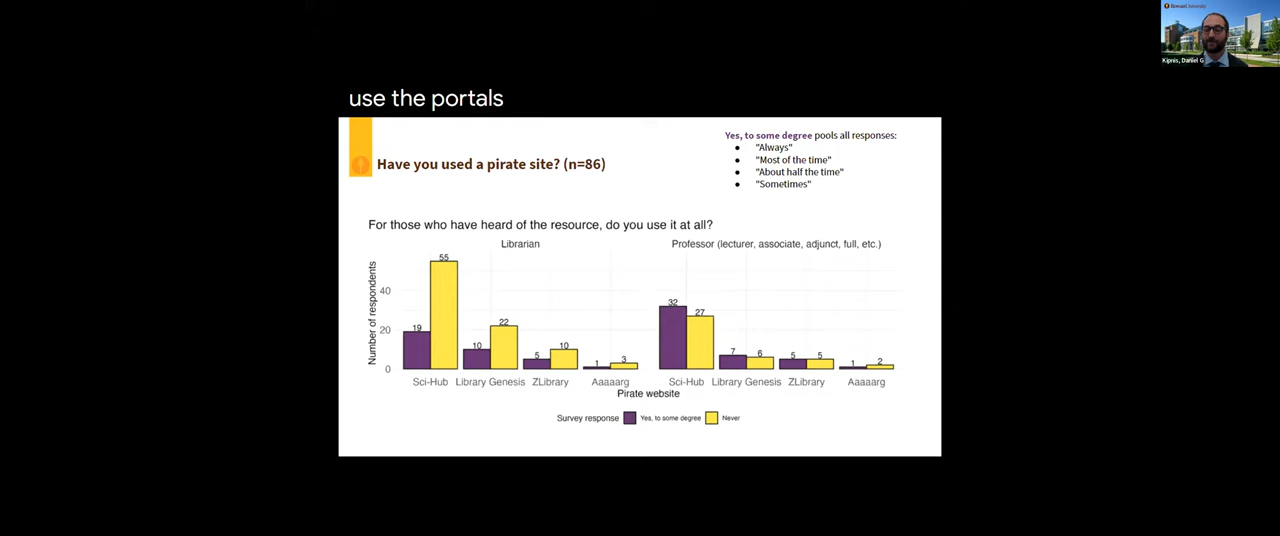 Rowan University
Kipnis, Daniel G
use the portals
Yes, to some degree pools all responses:
● "Always"
● "Most of the time"
● "About half the time"
● "Sometimes"
Have you used a pirate site? (n=86)
For those who have heard of the resource, do you use it at all?
Librarian
Professor (lecturer, associate, adjunct, full, etc.)
Number of respondents
40
20
0
19
55
10
22
5
10
1
3
32
27
7
6
5
5
1
2
Sci-Hub
Library Genesis
ZLibrary
Aaaaarg
Sci-Hub
Library Genesis
ZLibrary
Aaaaarg
Pirate website
Survey response
Yes, to some degree
Never